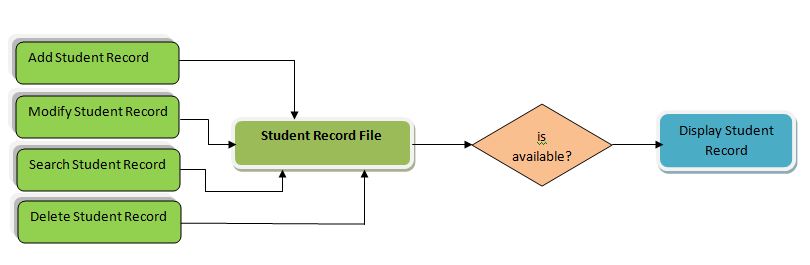 Add Student Record
Modify Student Record
Search Student Record
Delete Student Record
Student Record File
is
available?
Display Student
Record